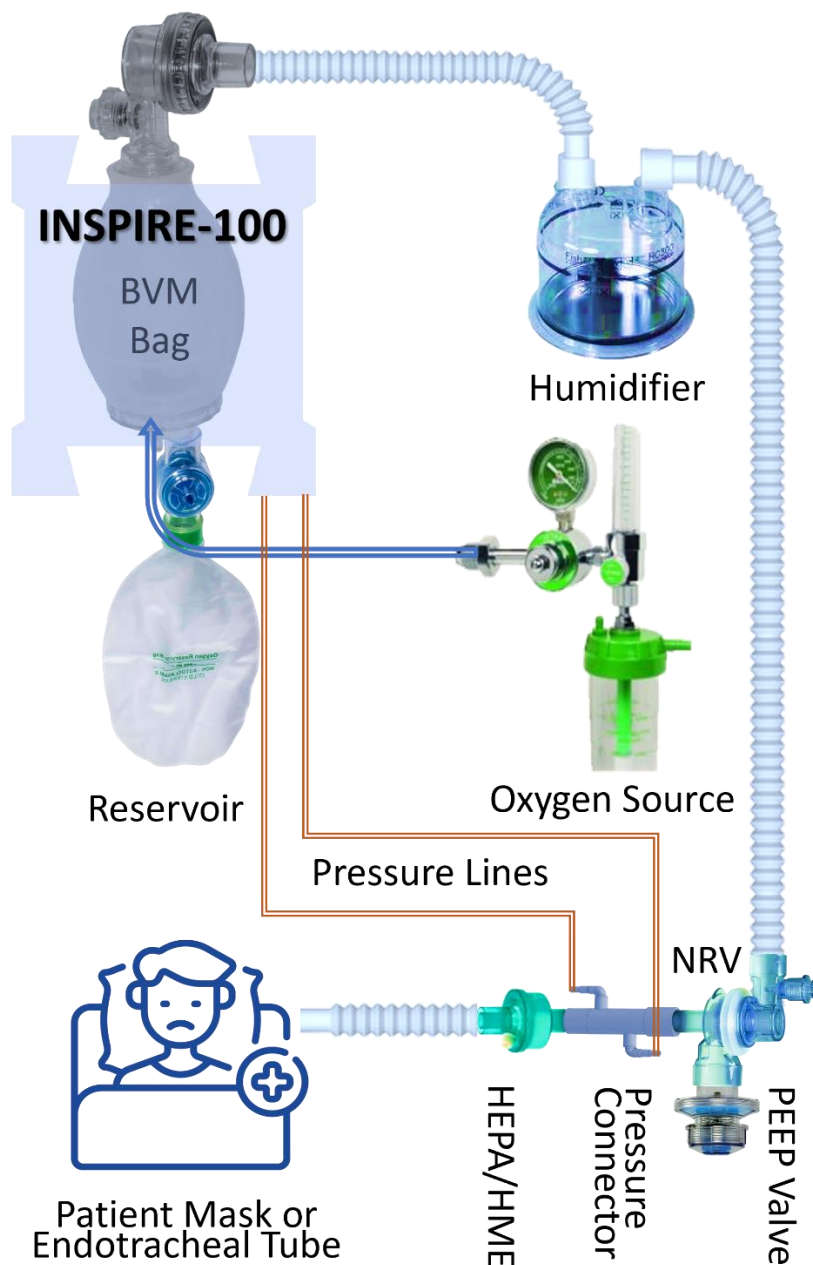 INSPIRE-100
BVM
Bag
Humidifier
Reservoir
Oxygen Source
Pressure Lines
NRV
HEPA/HME
Pressure
Connector
PEEP Valve
Patient Mask or
Endotracheal Tube